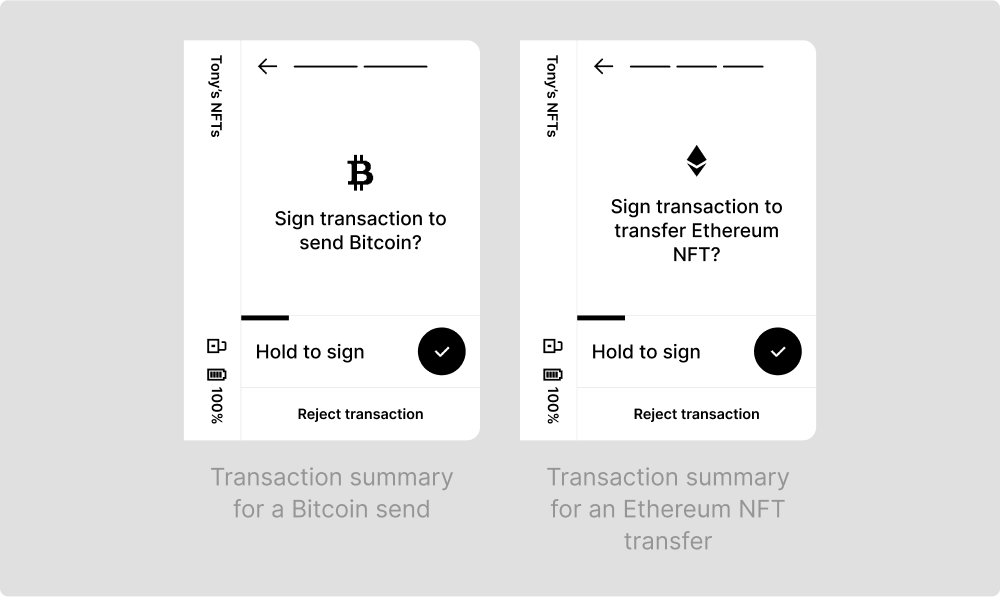 Tony's NFTs
Sign transaction to
send Bitcoin?
Hold to sign
100%
Reject transaction
Transaction summary
for a Bitcoin send
Tony's NFTs
Sign transaction to
transfer Ethereum
NFT?
Hold to sign
100%
Reject transaction
Transaction summary
for an Ethereum NFT
transfer